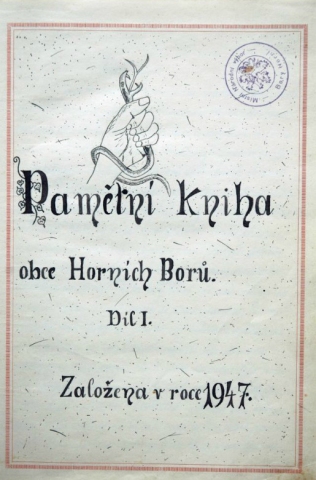 Pamětní kniha
obce Horních Borů.
Díl I.
Založena v roce 1947.